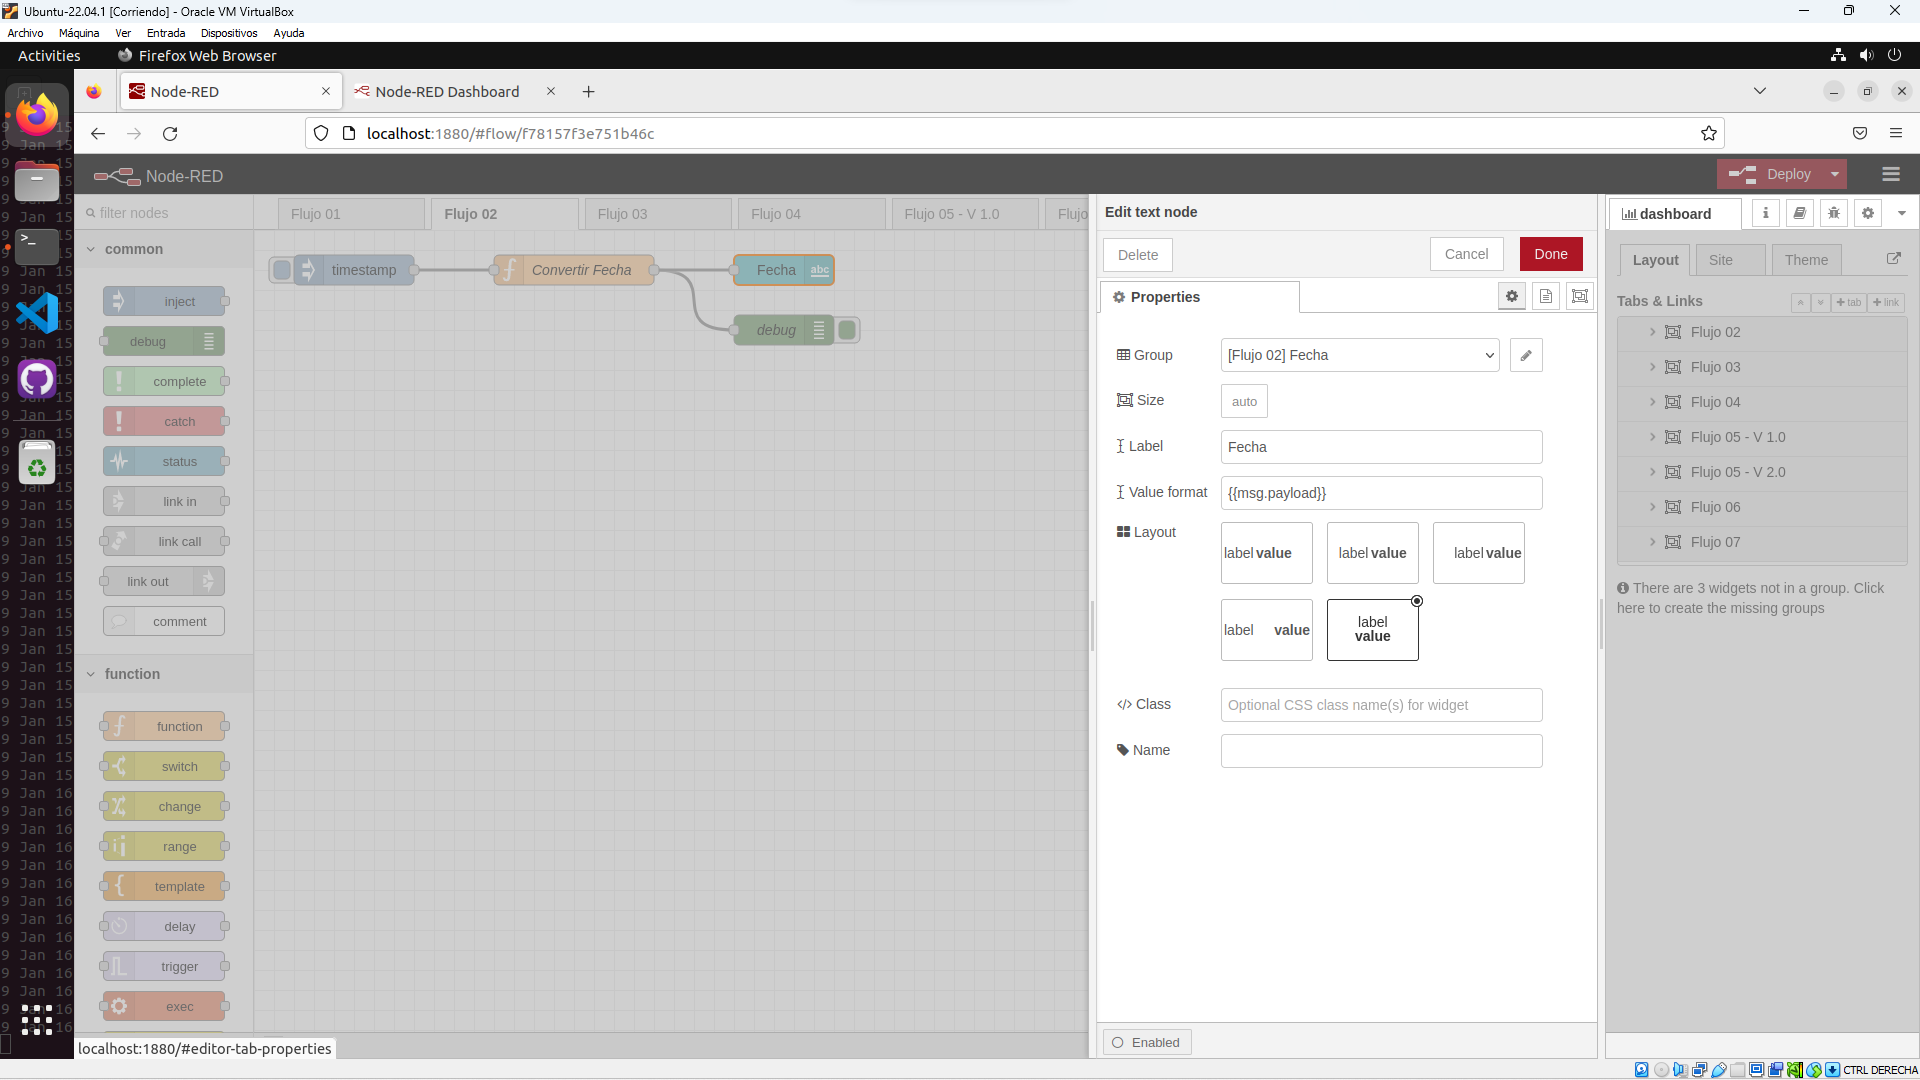 Ubuntu-22.04.1 [Corriendo] - Oracle VM VirtualBox
Archivo Máquina Ver Entrada Dispositivos Ayuda
Activities Firefox Web Browser
Node-RED
Node-RED Dashboard
localhost:1880/#flow/f78157f3e751b46c
Node-RED
Deploy
filter nodes
Flujo 01
Flujo 02
Flujo 03
Flujo 04
Flujo 05 - V 1.0
Flujo
common
inject
debug
complete
catch
status
link in
link call
link out
comment
function
function
switch
change
range
template
delay
trigger
exec
timestamp
Convertir Fecha
Fecha abc
debug
Edit text node
Delete
Cancel
Done
Properties
Group [Flujo 02] Fecha
Size auto
Label Fecha
Value format {{msg.payload}}
Layout
label value
label value
label value
label value
label
value
</> Class Optional CSS class name(s) for widget
Name
Enabled
dashboard
Layout
Site
Theme
Tabs & Links
+ tab
+ link
Flujo 02
Flujo 03
Flujo 04
Flujo 05 - V 1.0
Flujo 05 - V 2.0
Flujo 06
Flujo 07
There are 3 widgets not in a group. Click
here to create the missing groups
localhost:1880/#editor-tab-properties
CTRL DERECHA